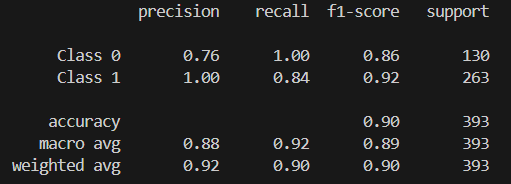 precision recall f1-score support
Class 0 0.76 1.00 0.86 130
Class 1 1.00 0.84 0.92 263
accuracy 0.90 393
macro avg 0.88 0.92 0.89 393
weighted avg 0.92 0.90 0.90 393